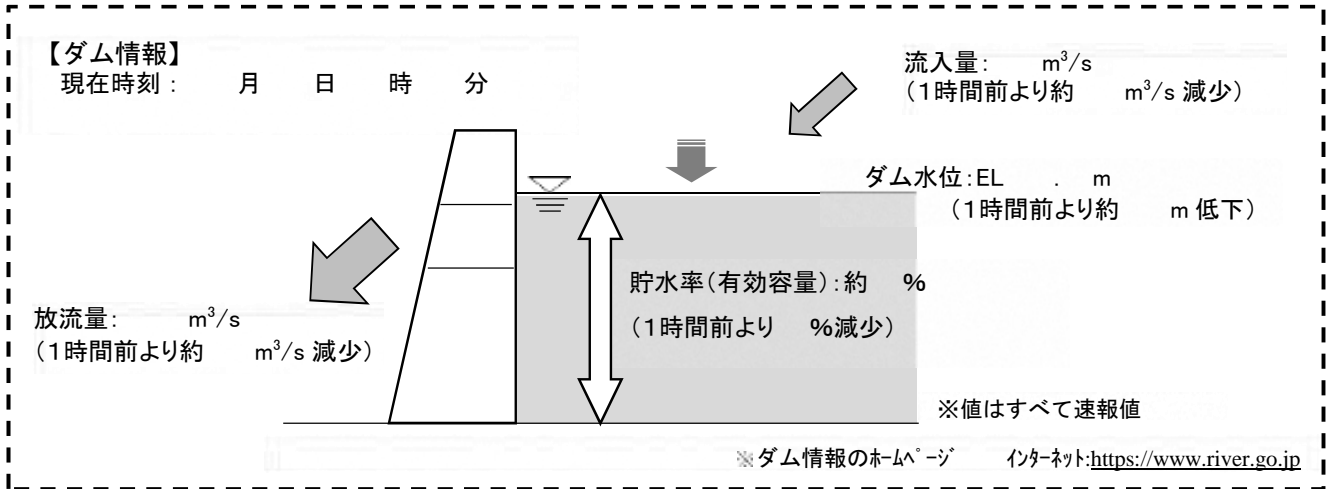 【ダム情報】
現在時刻: 月 日 時 分
流入量: m³/s
(1時間前より約 m³/s 減少)
ダム水位:EL . m
(1時間前より約 m 低下)
貯水率(有効容量):約 %
(1時間前より %減少)
放流量: m³/s
(1時間前より約 m³/s 減少)
※値はすべて速報値
※ダム情報のホームページ インターネット:https://www.river.go.jp